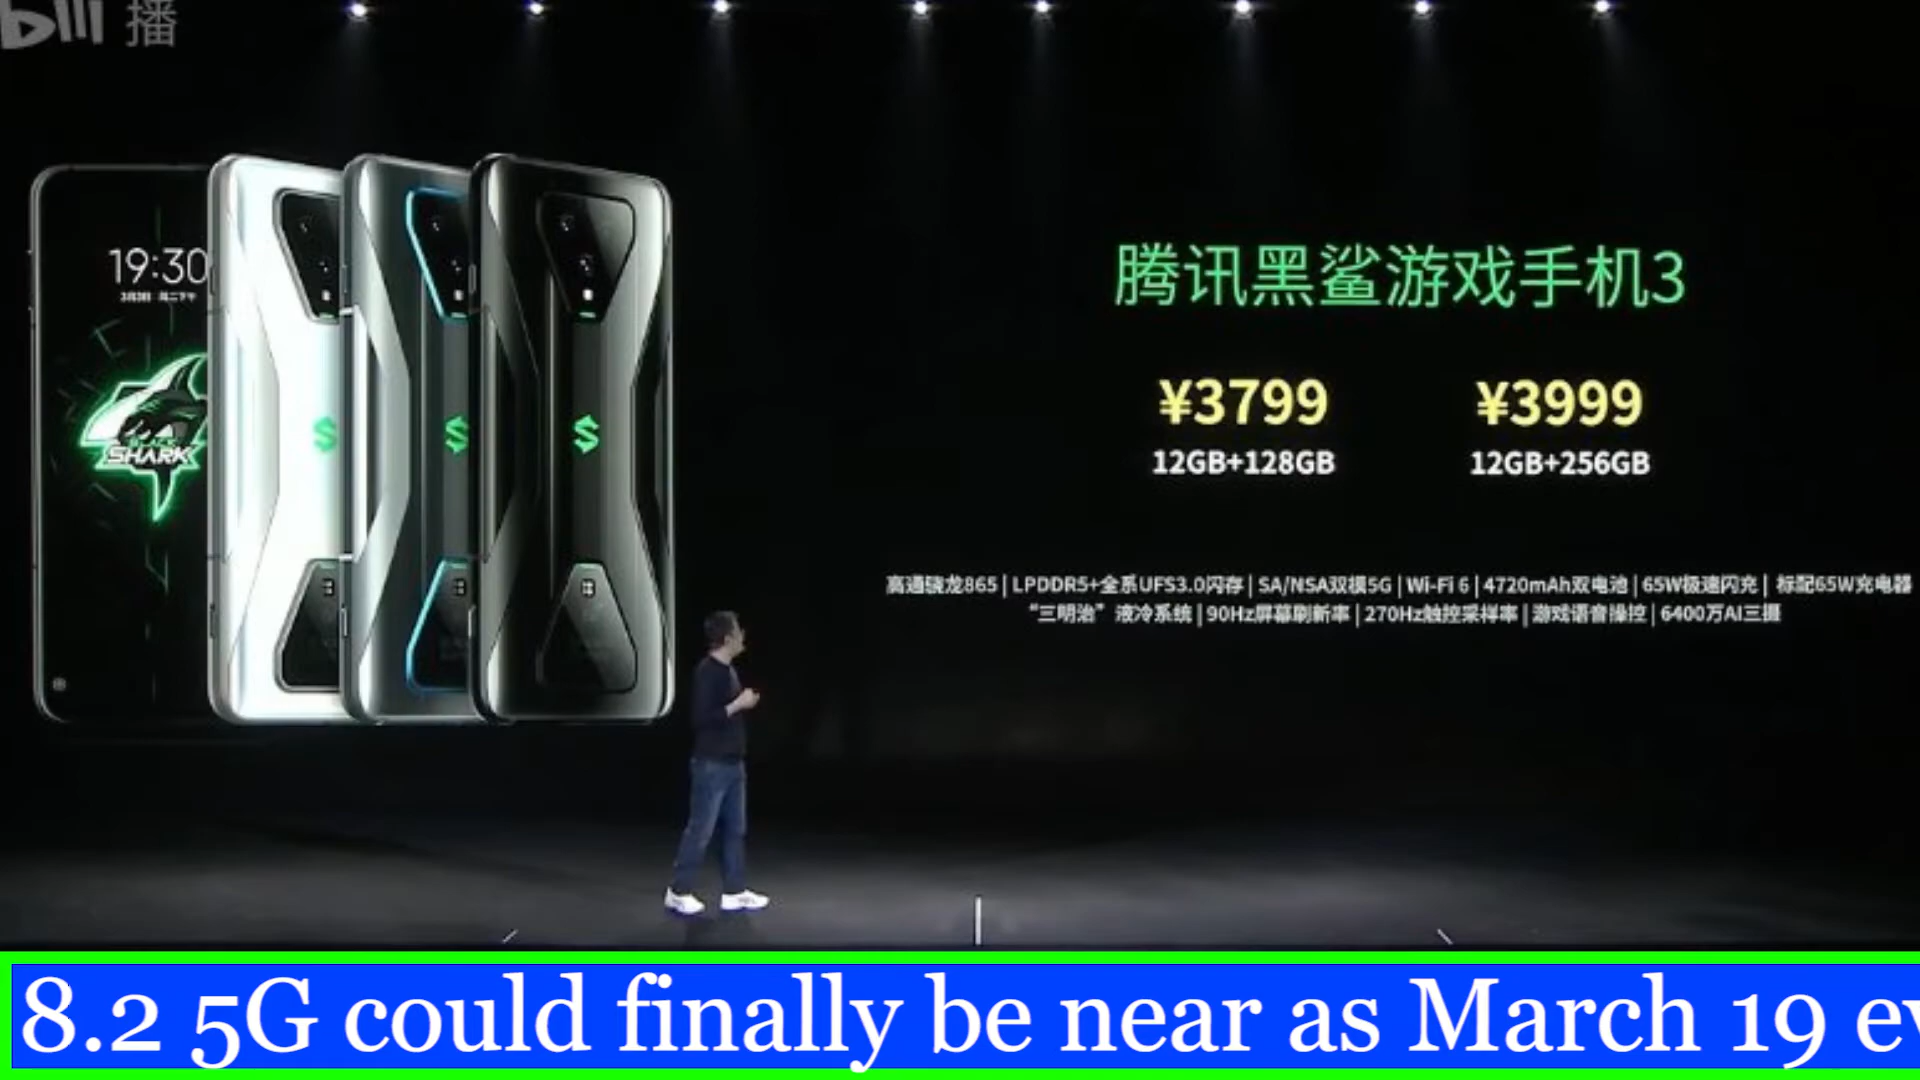 播
19:30
BLACK
SHARK
腾讯黑鲨游戏手机3
¥3799 ¥3999
12GB+128GB 12GB+256GB
高通骁龙865 | LPDDR5+全系UFS3.0闪存 | SA/NSA双模5G | Wi-Fi 6 | 4720mAh双电池 | 65W极速闪充 | 标配65W充电器
“三明治”液冷系统 | 90Hz屏幕刷新率 | 270Hz触控采样率 | 游戏语音操控 | 6400万AI三摄
8.2 5G could finally be near as March 19